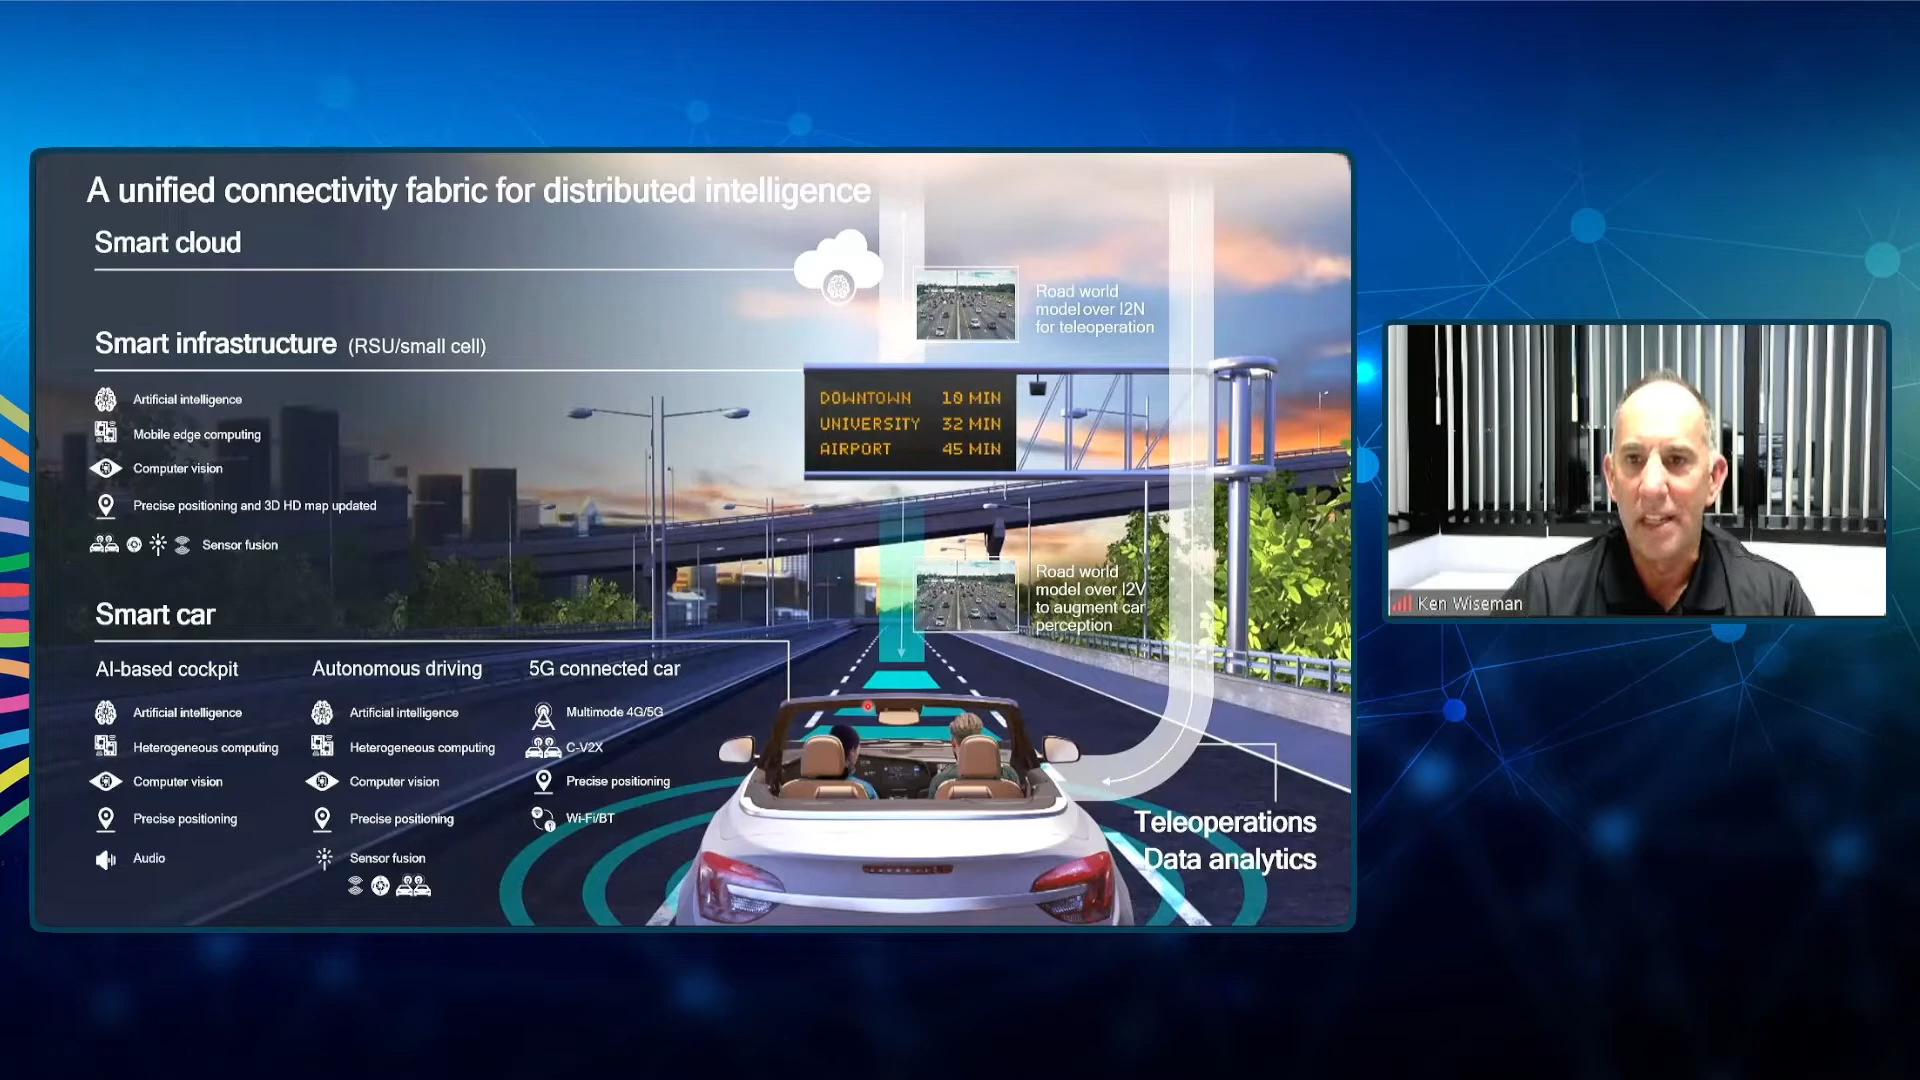 A unified connectivity fabric for distributed intelligence
Smart cloud
Road world
model over I2N
for teleoperation
Smart infrastructure (RSU/small cell)
Artificial intelligence
Mobile edge computing
Computer vision
Precise positioning and 3D HD map updated
Sensor fusion
DOWNTOWN 10 MIN
UNIVERSITY 32 MIN
AIRPORT 45 MIN
Road world
model over I2V
to augment car
perception
Smart car
AI-based cockpit
Artificial intelligence
Heterogeneous computing
Computer vision
Precise positioning
Audio
Autonomous driving
Artificial intelligence
Heterogeneous computing
Computer vision
Precise positioning
Sensor fusion
5G connected car
Multimode 4G/5G
C-V2X
Precise positioning
Wi-Fi/BT
Teleoperations
Data analytics
Ken Wiseman